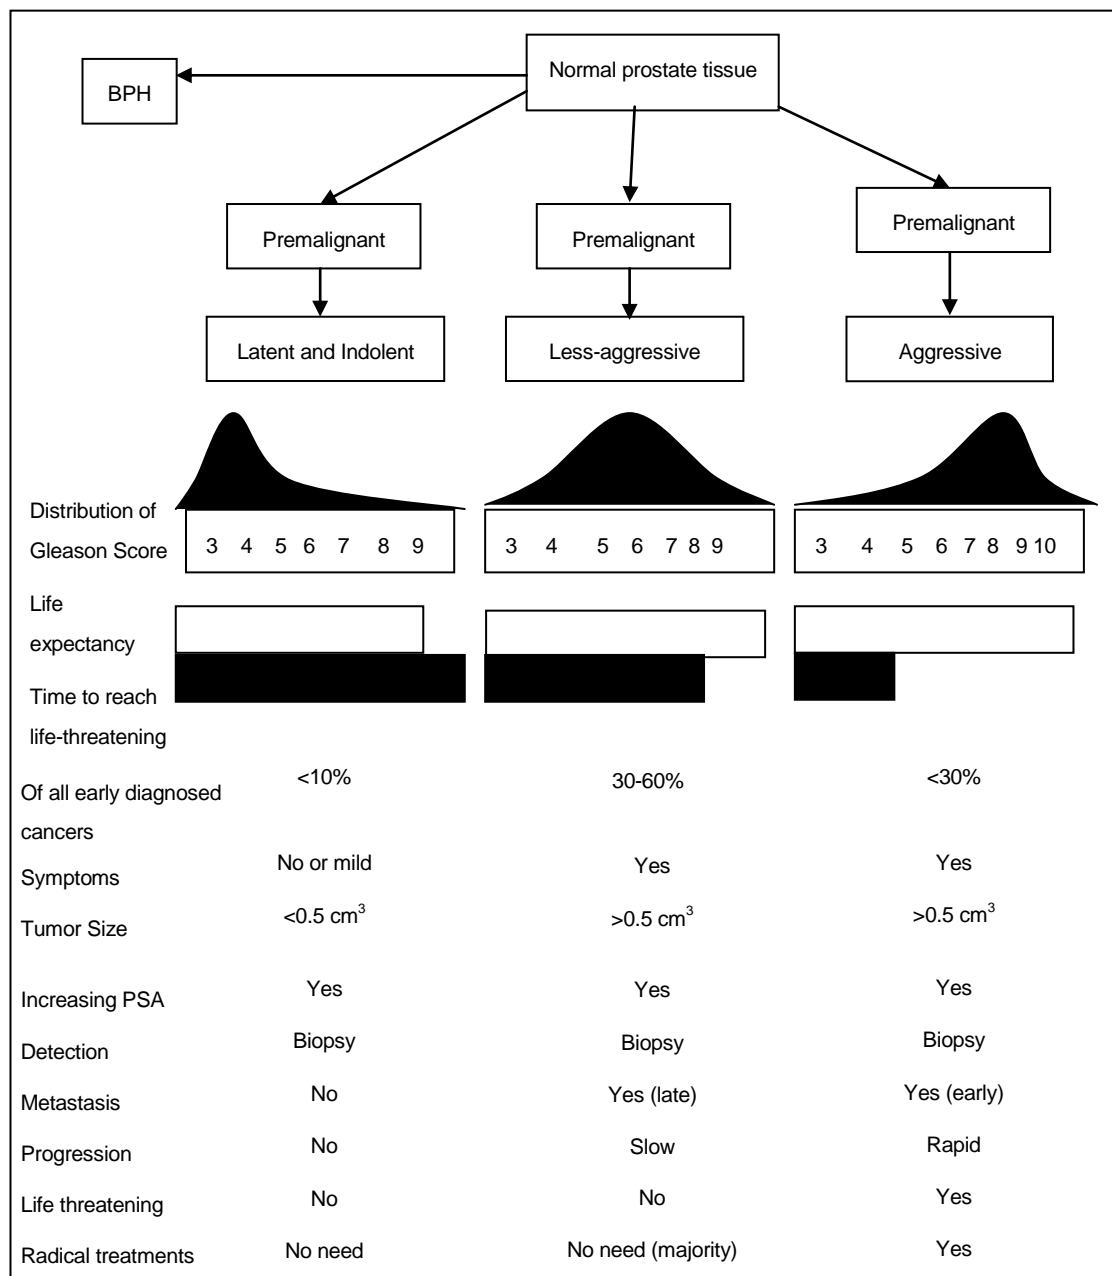 Normal prostate tissue
BPH
Premalignant
Premalignant
Premalignant
Latent and Indolent
Less-aggressive
Aggressive
Distribution of
Gleason Score
3 4 5 6 7 8 9
3 4 5 6 7 8 9
3 4 5 6 7 8 9 10
Life
expectancy
Time to reach
life-threatening
Of all early diagnosed
cancers
<10% 30-60% <30%
Symptoms No or mild Yes Yes
Tumor Size <0.5 cm³ >0.5 cm³ >0.5 cm³
Increasing PSA Yes Yes Yes
Detection Biopsy Biopsy Biopsy
Metastasis No Yes (late) Yes (early)
Progression No Slow Rapid
Life threatening No No Yes
Radical treatments No need No need (majority) Yes